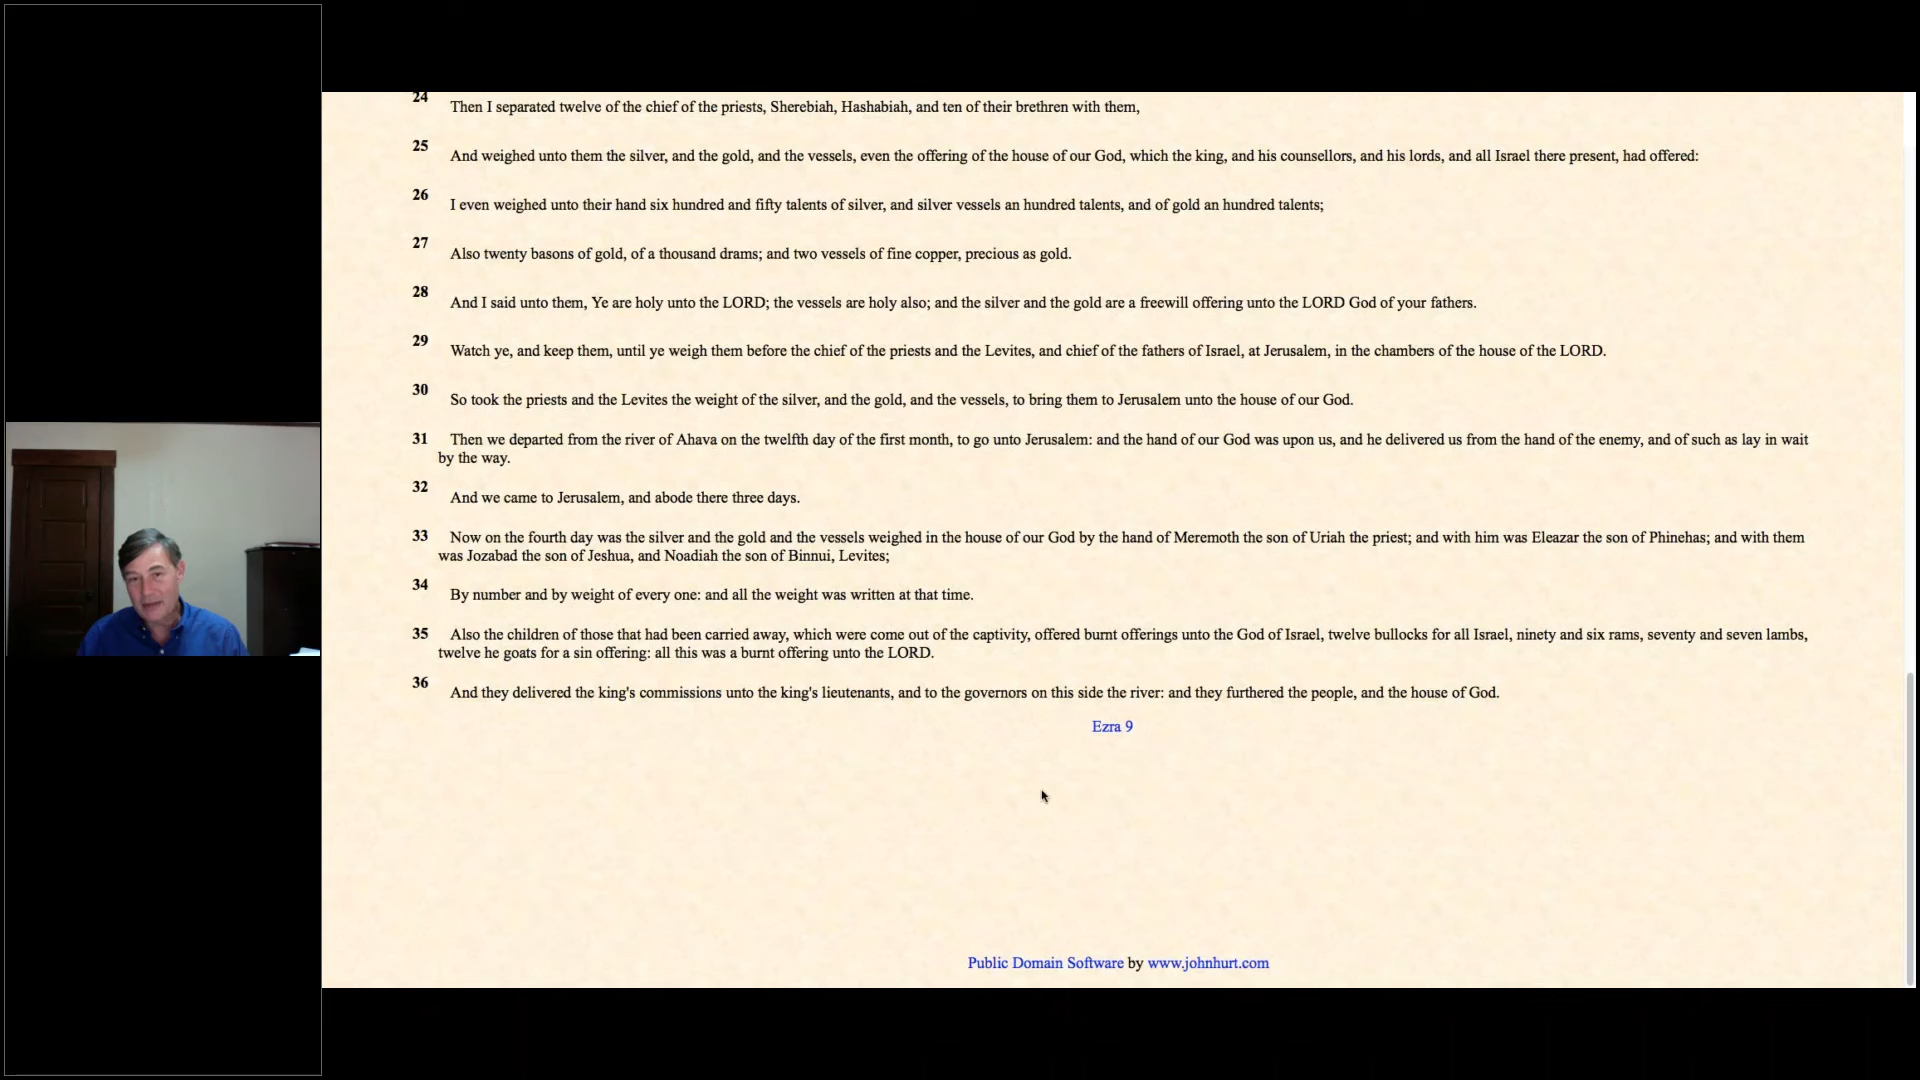 24 Then I separated twelve of the chief of the priests, Sherebiah, Hashabiah, and ten of their brethren with them,
25 And weighed unto them the silver, and the gold, and the vessels, even the offering of the house of our God, which the king, and his counsellors, and his lords, and all Israel there present, had offered:
26 I even weighed unto their hand six hundred and fifty talents of silver, and silver vessels an hundred talents, and of gold an hundred talents;
27 Also twenty basons of gold, of a thousand drams; and two vessels of fine copper, precious as gold.
28 And I said unto them, Ye are holy unto the LORD; the vessels are holy also; and the silver and the gold are a freewill offering unto the LORD God of your fathers.
29 Watch ye, and keep them, until ye weigh them before the chief of the priests and the Levites, and chief of the fathers of Israel, at Jerusalem, in the chambers of the house of the LORD.
30 So took the priests and the Levites the weight of the silver, and the gold, and the vessels, to bring them to Jerusalem unto the house of our God.
31 Then we departed from the river of Ahava on the twelfth day of the first month, to go unto Jerusalem: and the hand of our God was upon us, and he delivered us from the hand of the enemy, and of such as lay in wait
by the way.
32 And we came to Jerusalem, and abode there three days.
33 Now on the fourth day was the silver and the gold and the vessels weighed in the house of our God by the hand of Meremoth the son of Uriah the priest; and with him was Eleazar the son of Phinehas; and with them
was Jozabad the son of Jeshua, and Noadiah the son of Binnui, Levites;
34 By number and by weight of every one: and all the weight was written at that time.
35 Also the children of those that had been carried away, which were come out of the captivity, offered burnt offerings unto the God of Israel, twelve bullocks for all Israel, ninety and six rams, seventy and seven lambs,
twelve he goats for a sin offering: all this was a burnt offering unto the LORD.
36 And they delivered the king's commissions unto the king's lieutenants, and to the governors on this side the river: and they furthered the people, and the house of God.
Ezra 9
Public Domain Software by www.johnhurt.com